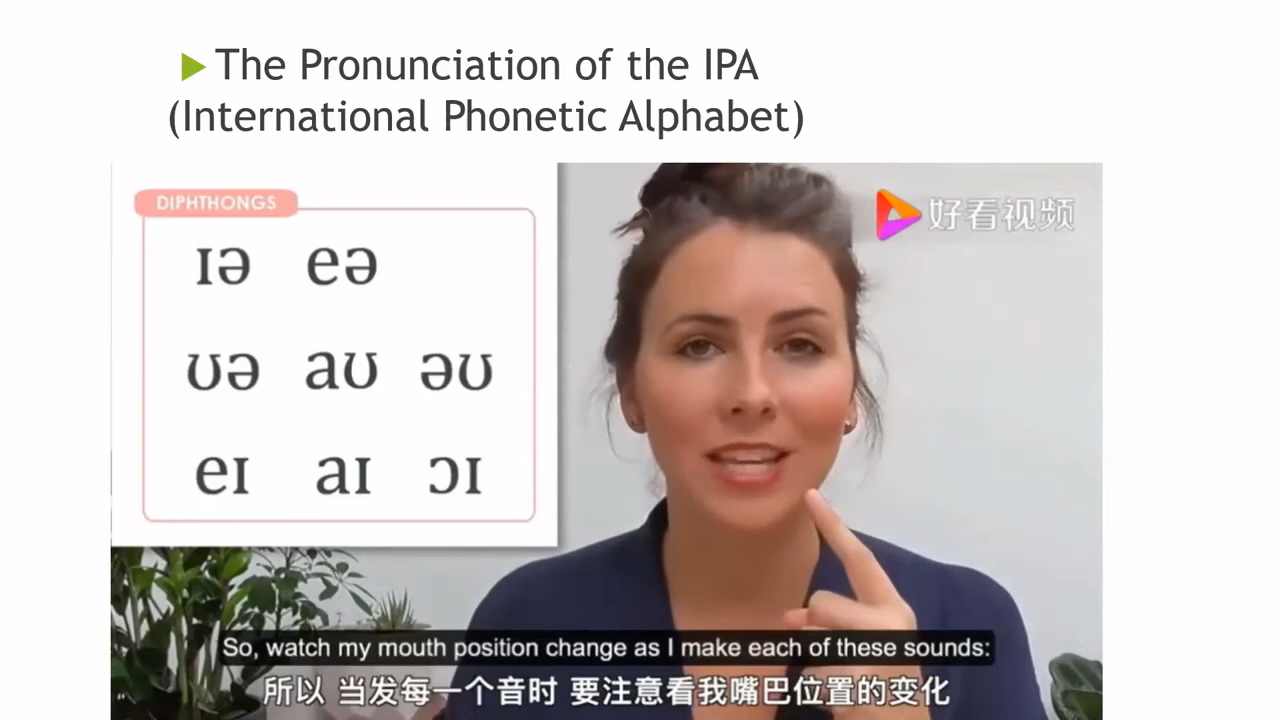 The Pronunciation of the IPA
(International Phonetic Alphabet)
DIPHTHONGS
ɪə eə
ʊə aʊ əʊ
eɪ aɪ ɔɪ
好看视频
So, watch my mouth position change as I make each of these sounds:
所以 当发每一个音时 要注意看我嘴巴位置的变化